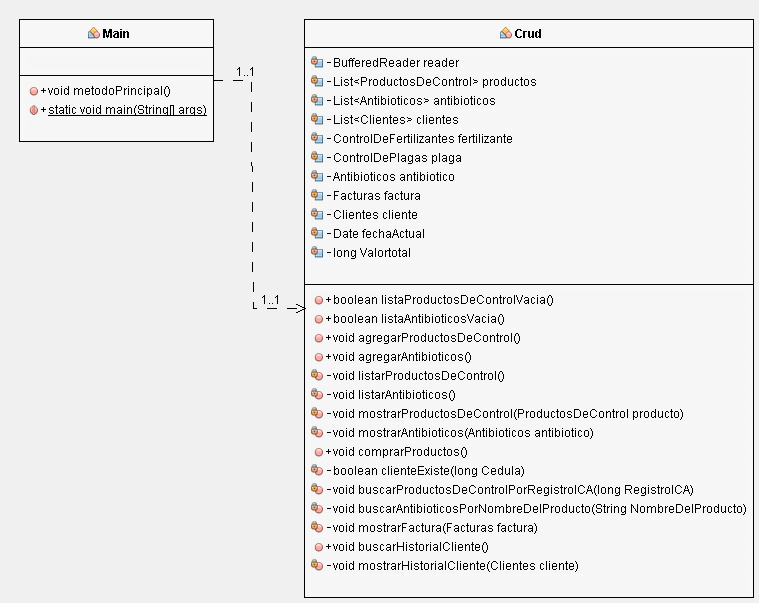 Main
+void metodoPrincipal()
+static void main(String[] args)
1..1
1..1
Crud
-BufferedReader reader
-List<ProductosDeControl> productos
-List<Antibioticos> antibioticos
-List<Clientes> clientes
-ControlDeFertilizantes fertilizante
-ControlDePlagas plaga
-Antibioticos antibiotico
-Facturas factura
-Clientes cliente
-Date fechaActual
-long Valortotal
+boolean listaProductosDeControlVacia()
+boolean listaAntibioticosVacia()
+void agregarProductosDeControl()
+void agregarAntibioticos()
-void listarProductosDeControl()
-void listarAntibioticos()
-void mostrarProductosDeControl(ProductosDeControl producto)
-void mostrarAntibioticos(Antibioticos antibiotico)
+void comprarProductos()
-boolean clienteExiste(long Cedula)
-void buscarProductosDeControlPorRegistroICA(long RegistroICA)
-void buscarAntibioticosPorNombreDelProducto(String NombreDelProducto)
-void mostrarFactura(Facturas factura)
+void buscarHistorialCliente()
-void mostrarHistorialCliente(Clientes cliente)